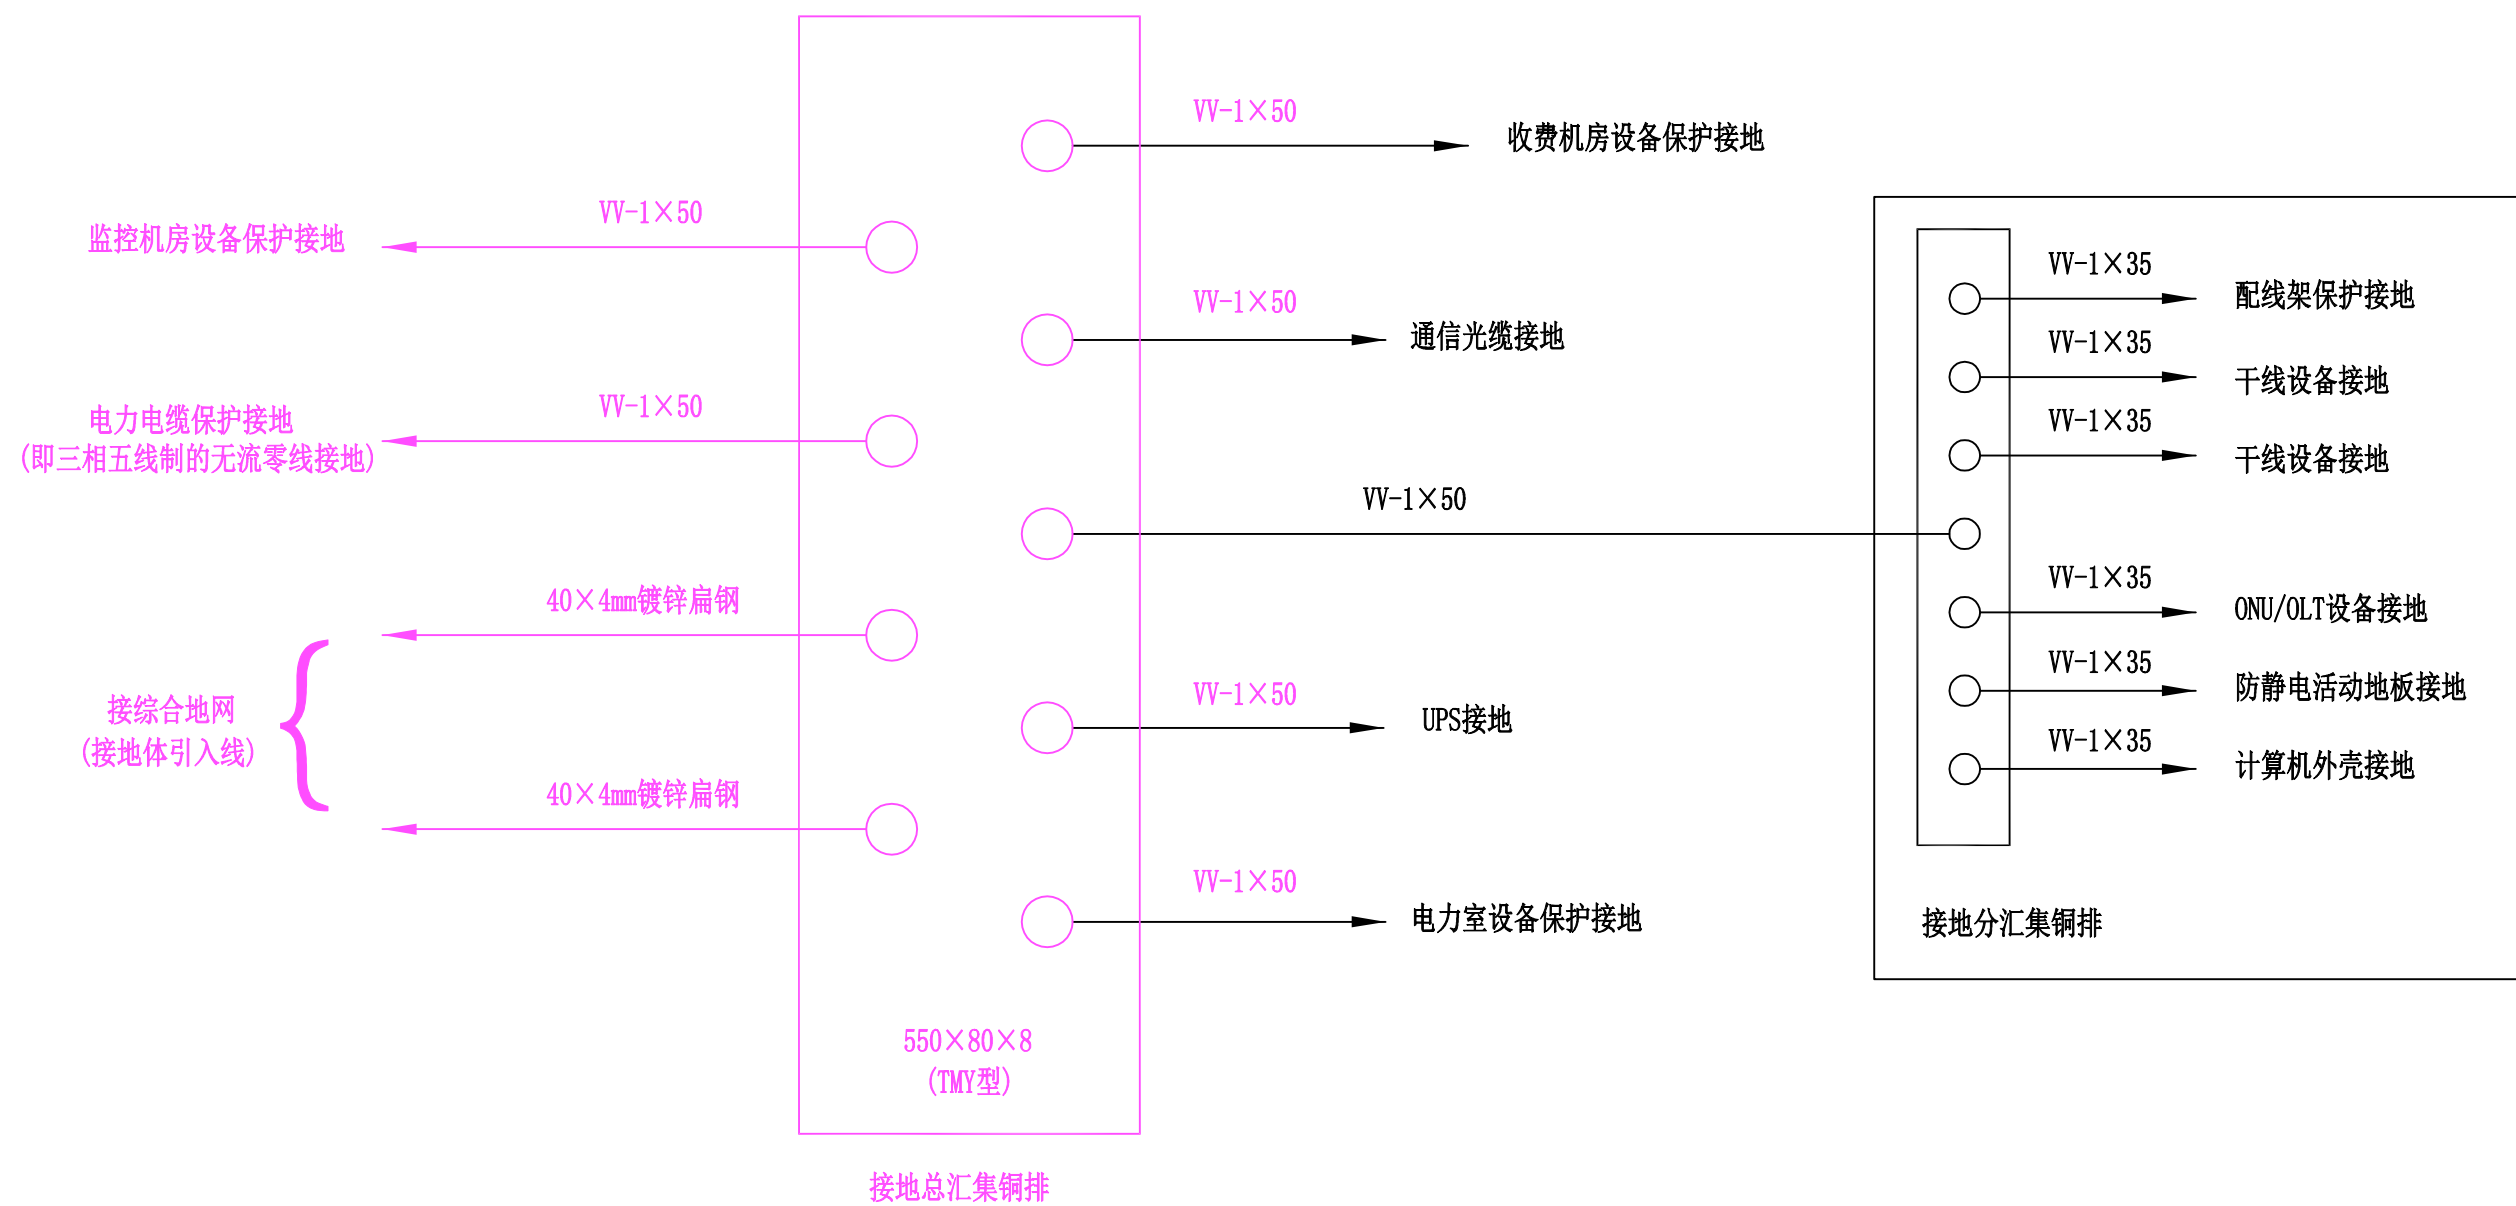 VV-1×50
收费机房设备保护接地
VV-1×50
监控机房设备保护接地
VV-1×50
通信光缆接地
VV-1×50
电力电缆保护接地
(即三相五线制的无流零线接地)
VV-1×50
40×4mm镀锌扁钢
接综合地网
(接地体引入线)
40×4mm镀锌扁钢
VV-1×50
UPS接地
VV-1×50
电力室设备保护接地
550×80×8
(TMY型)
接地总汇集铜排
VV-1×35
配线架保护接地
VV-1×35
干线设备接地
VV-1×35
干线设备接地
VV-1×35
ONU/OLT设备接地
VV-1×35
防静电活动地板接地
VV-1×35
计算机外壳接地
接地分汇集铜排